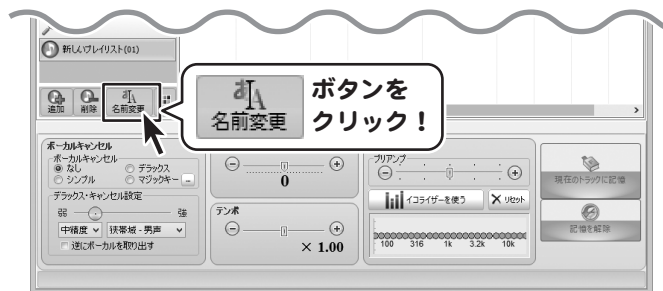 新しいプレイリスト(01)
追加 削除 名前変更
あIA
名前変更
ボタンを
クリック！
ボーカルキャンセル
ボーカルキャンセル
なし デラックス
シンプル マジックキー
デラックス・キャンセル設定
弱 強
中精度 狭帯域 - 男声
逆にボーカルを取り出す
0
テンポ
× 1.00
プリアンプ
イコライザーを使う リセット
100 316 1k 3.2k 10k
現在のトラックに記憶
記憶を解除